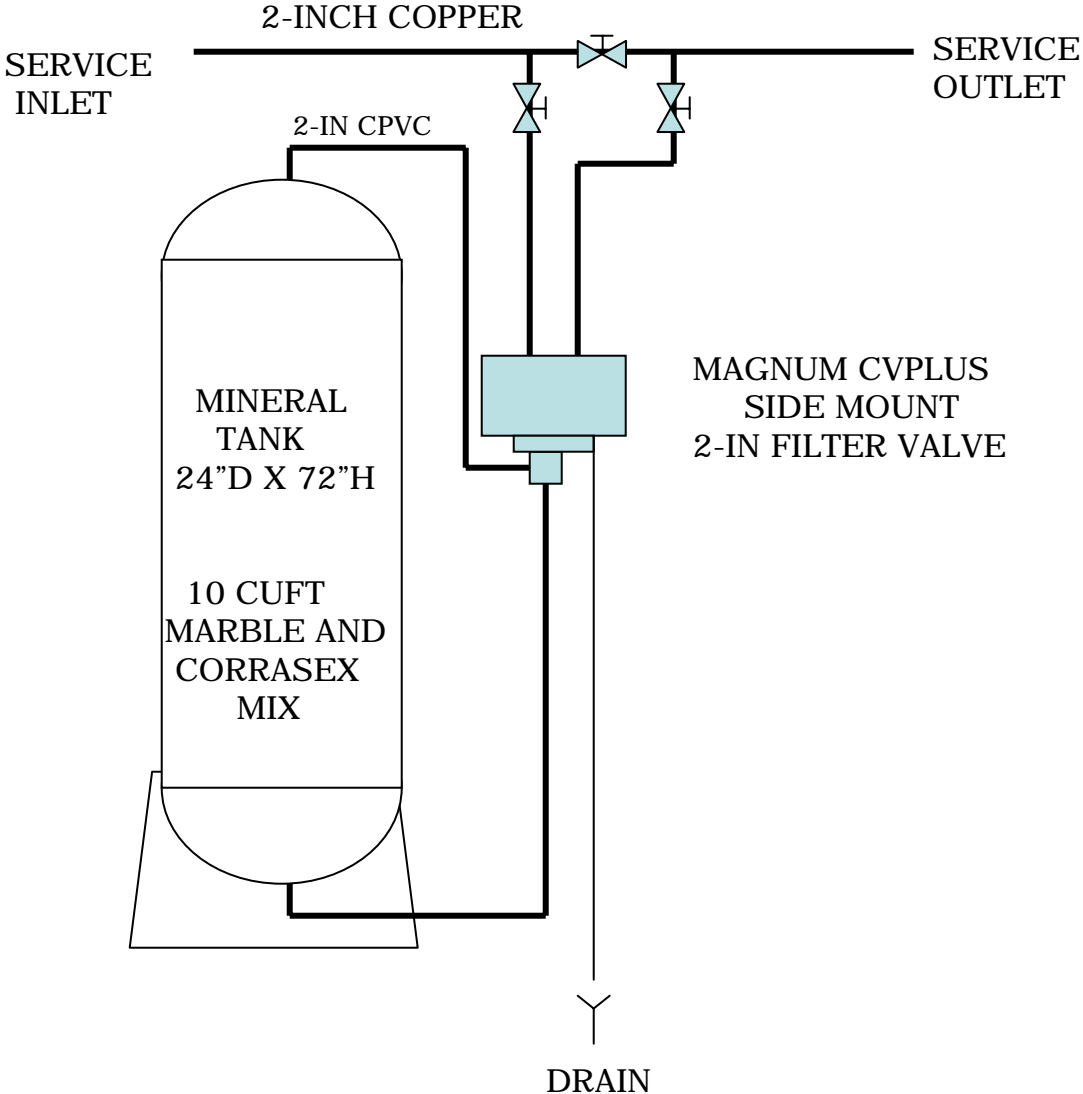 2-INCH COPPER
SERVICE
INLET
SERVICE
OUTLET
2-IN CPVC
MAGNUM CVPLUS
SIDE MOUNT
2-IN FILTER VALVE
MINERAL
TANK
24”D X 72”H
10 CUFT
MARBLE AND
CORRASEX
MIX
DRAIN